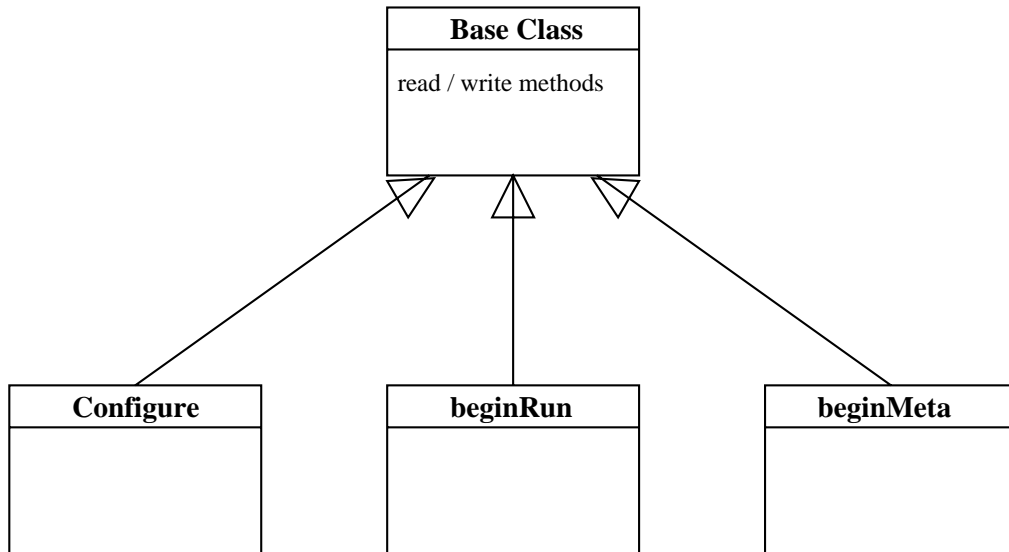 Base Class
read / write methods
Configure
beginRun
beginMeta